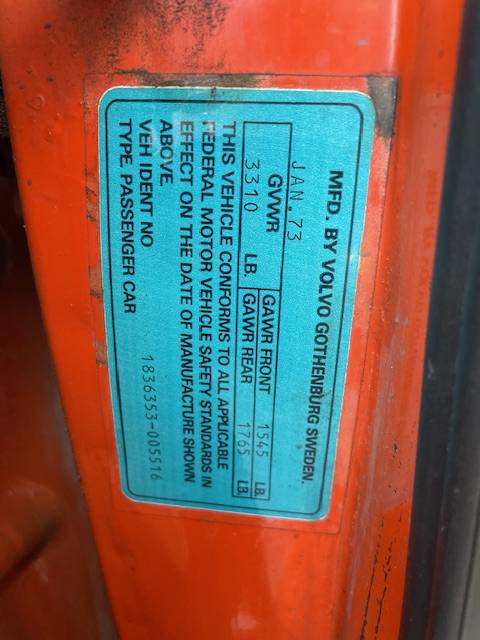 MFD. BY VOLVO GOTHENBURG SWEDEN.
JAN. 73
GVWR
3310 LB.
GAWR FRONT 1545 LB.
GAWR REAR 1765 LB.
THIS VEHICLE CONFORMS TO ALL APPLICABLE
FEDERAL MOTOR VEHICLE SAFETY STANDARDS IN
EFFECT ON THE DATE OF MANUFACTURE SHOWN
ABOVE.
VEH IDENT NO. 1836353-005516
TYPE. PASSENGER CAR